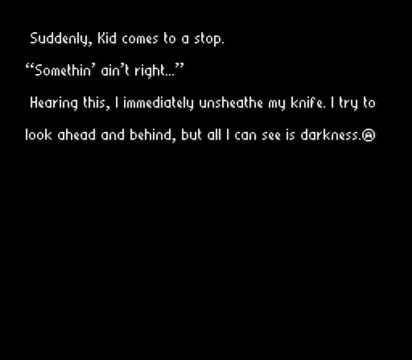 Suddenly, Kid comes to a stop.
“Somethin’ ain’t right...”
Hearing this, I immediately unsheathe my knife. I try to
look ahead and behind, but all I can see is darkness.Ⓐ